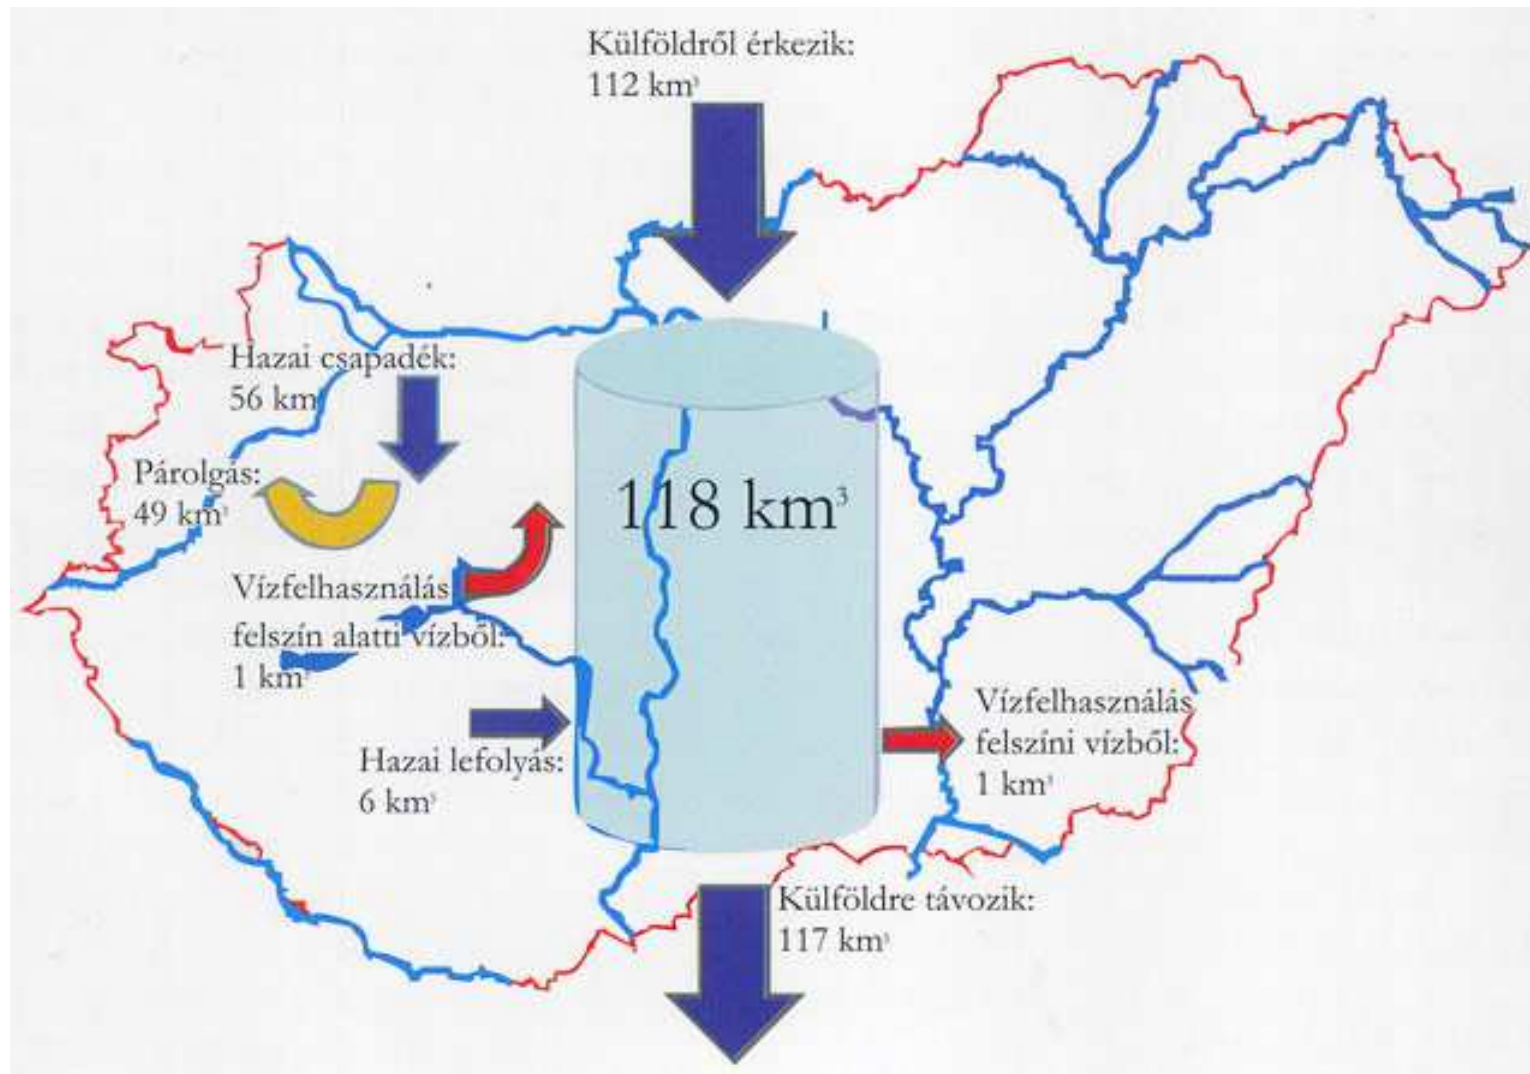 Külföldről érkezik:
112 km³
Hazai csapadék:
56 km
Párolgás:
49 km³
118 km³
Vízfelhasználás
felszín alatti vízből:
1 km³
Hazai lefolyás:
6 km³
Vízfelhasználás
felszíni vízből:
1 km³
Külföldre távozik:
117 km³